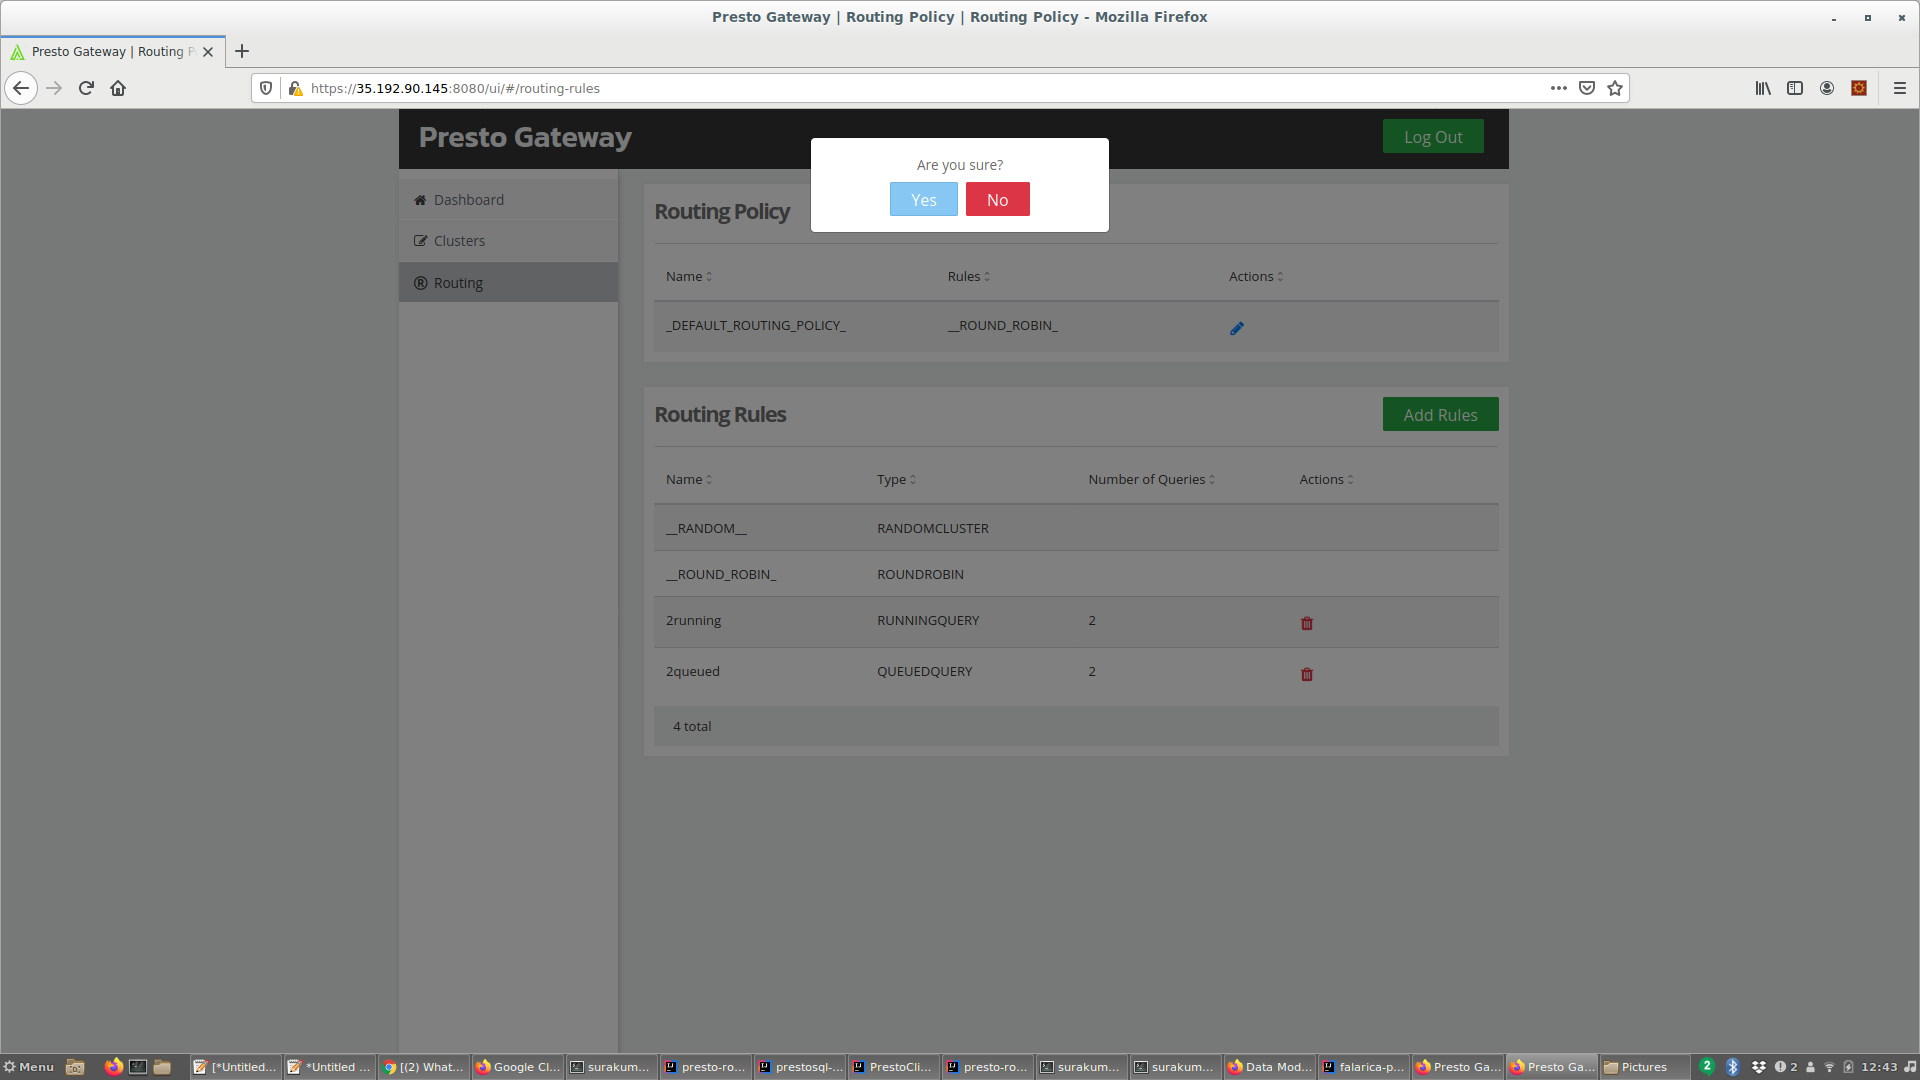 Presto Gateway | Routing Policy | Routing Policy - Mozilla Firefox
Presto Gateway | Routing P
https://35.192.90.145:8080/ui/#/routing-rules
Presto Gateway
Log Out
Are you sure?
Yes No
Dashboard
Clusters
Routing
Routing Policy
Name Rules Actions
_DEFAULT_ROUTING_POLICY_ __ROUND_ROBIN_
Routing Rules
Add Rules
Name Type Number of Queries Actions
__RANDOM__ RANDOMCLUSTER
__ROUND_ROBIN_ ROUNDROBIN
2running RUNNINGQUERY 2
2queued QUEUEDQUERY 2
4 total
Menu [*Untitled... *Untitled ... [(2) What... Google Cl... surakum... presto-ro... prestosql-... PrestoCli... presto-ro... surakum... surakum... Data Mod... falarica-p... Presto Ga... Presto Ga... Pictures 2 2 12:43